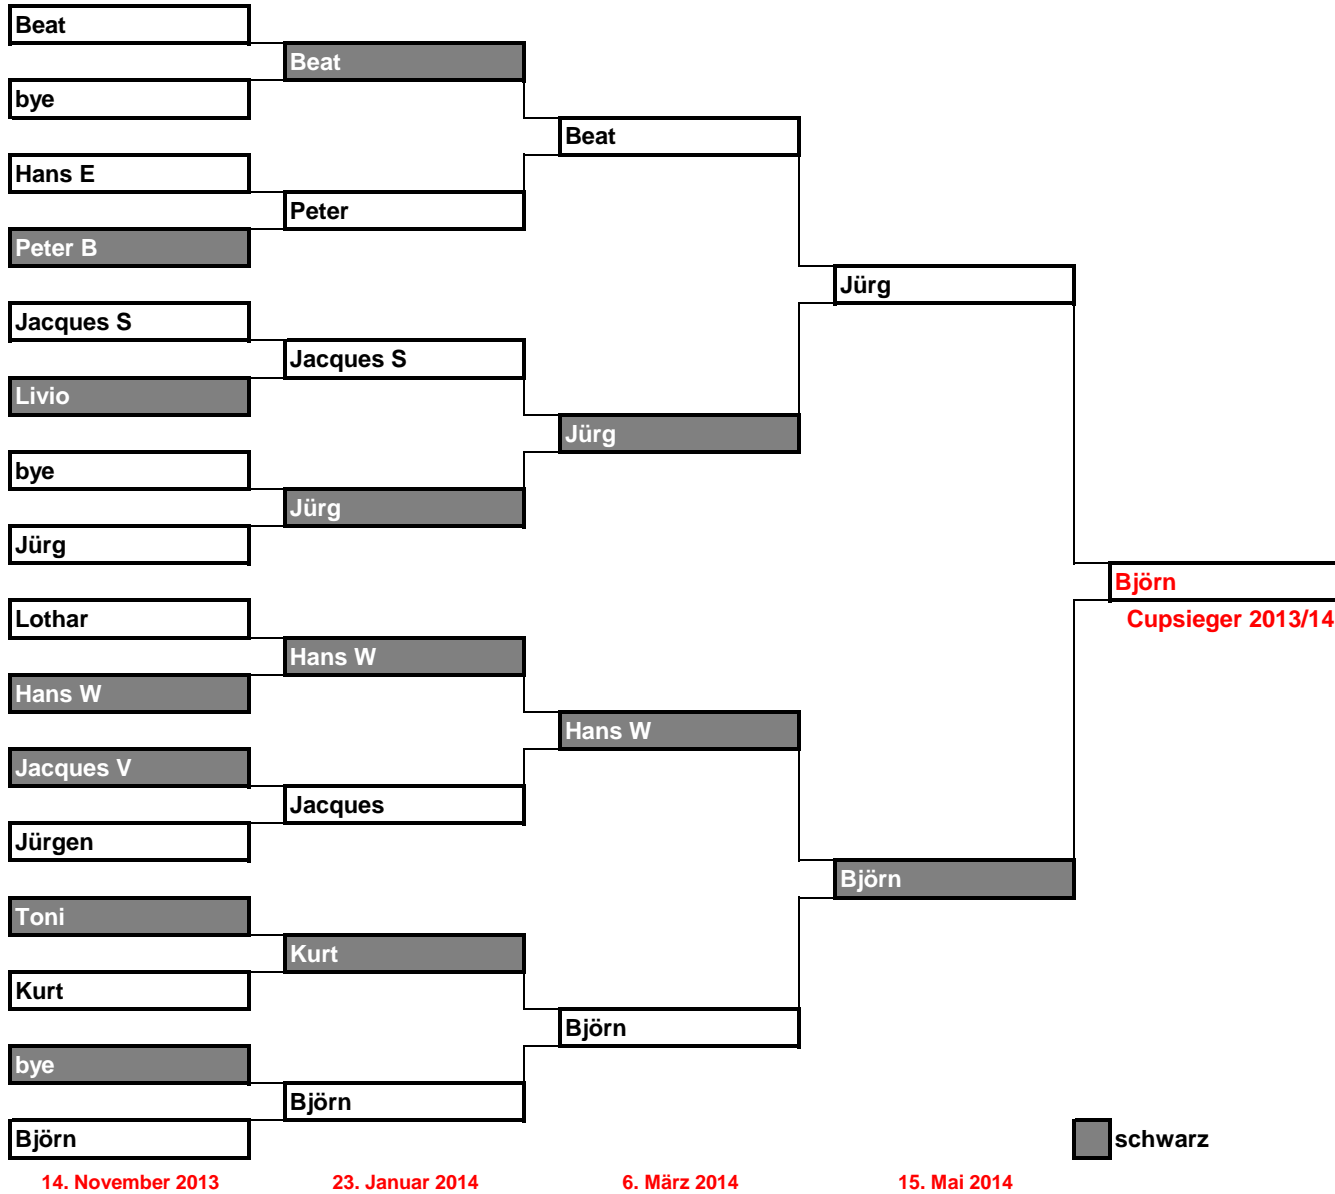 Beat
bye
Hans E
Peter B
Jacques S
Livio
bye
Jürg
Lothar
Hans W
Jacques V
Jürgen
Toni
Kurt
bye
Björn
14. November 2013
Beat
Peter
Jacques S
Jürg
Hans W
Jacques
Kurt
Björn
23. Januar 2014
Beat
Jürg
Hans W
Björn
6. März 2014
Jürg
Björn
15. Mai 2014
Björn
Cupsieger 2013/14
schwarz